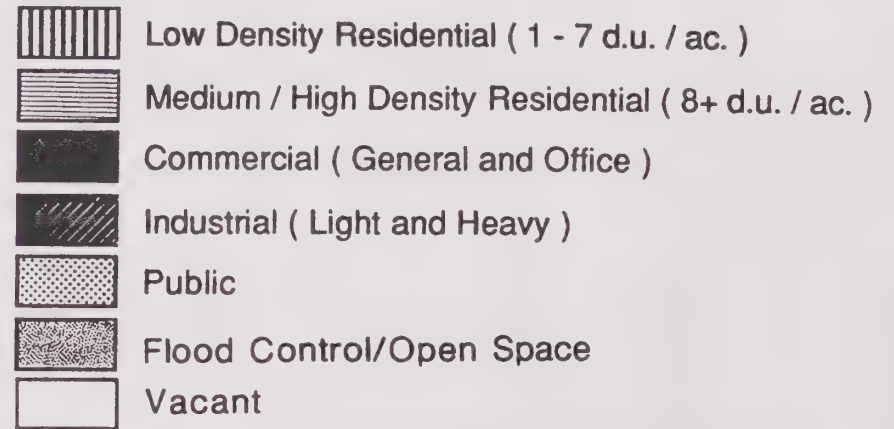 Low Density Residential ( 1 - 7 d.u. / ac. )
Medium / High Density Residential ( 8+ d.u. / ac. )
Commercial ( General and Office )
Industrial ( Light and Heavy )
Public
Flood Control/Open Space
Vacant